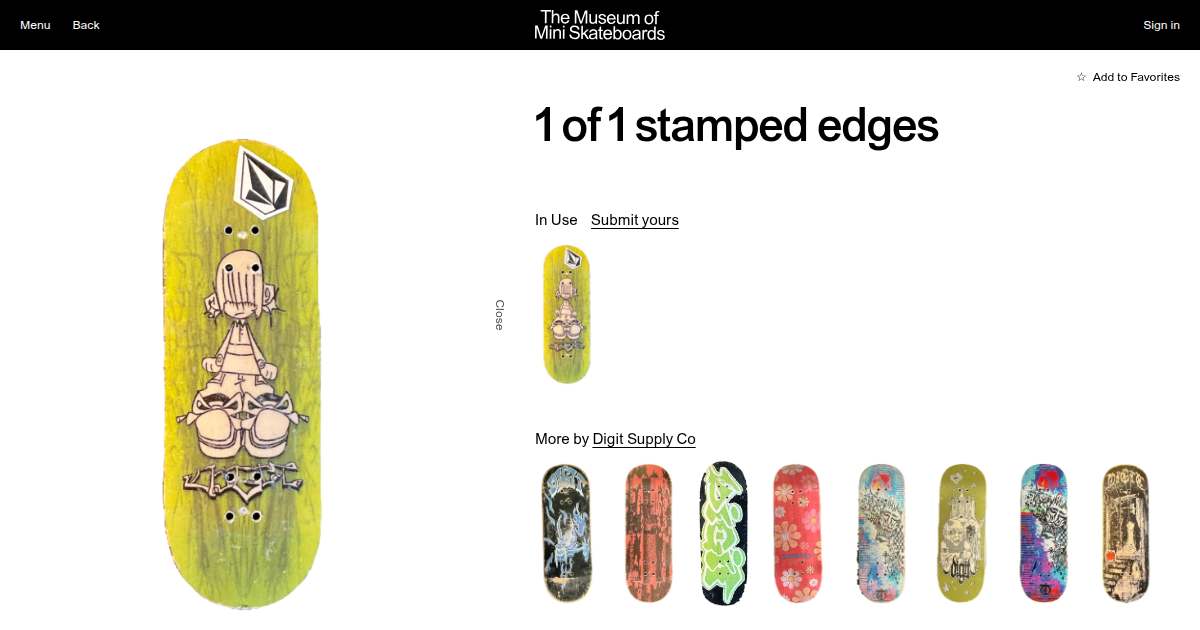 Menu
Back
The Museum of
Mini Skateboards
Sign in
☆ Add to Favorites
1 of 1 stamped edges
In Use
Submit yours
Close
More by Digit Supply Co